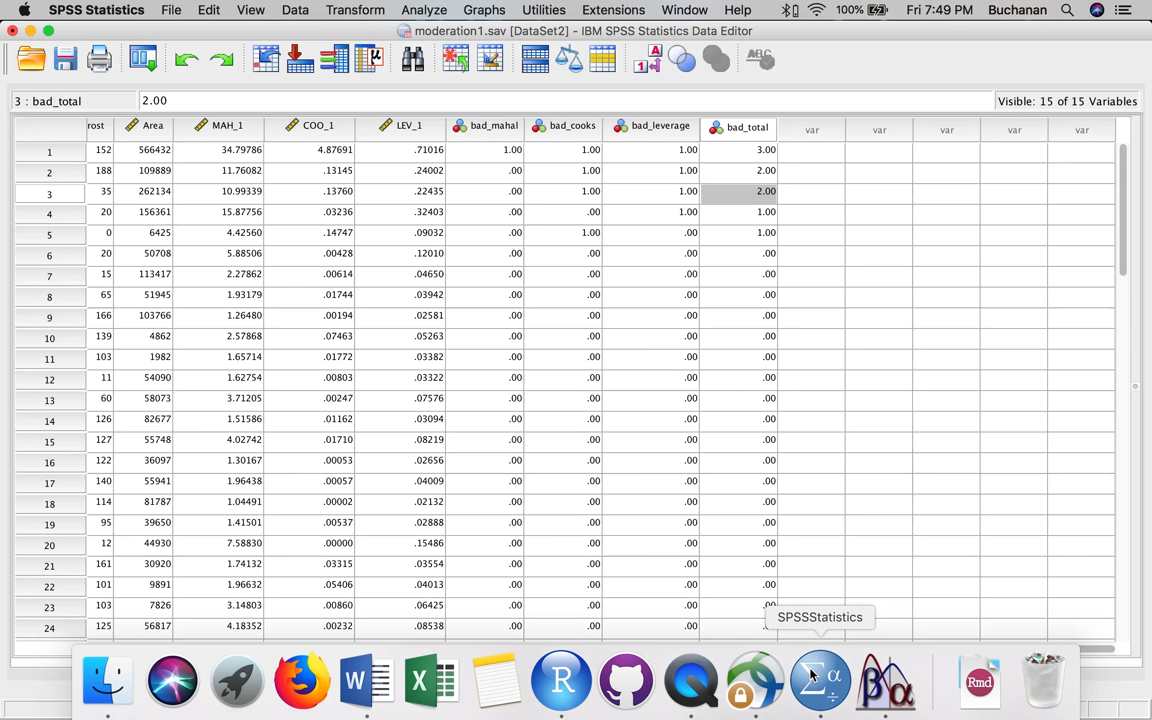 SPSS Statistics File Edit View Data Transform Analyze Graphs Utilities Extensions Window Help 100% Fri 7:49 PM Buchanan
moderation1.sav [DataSet2] - IBM SPSS Statistics Data Editor
3 : bad_total 2.00 Visible: 15 of 15 Variables
rost Area MAH_1 COO_1 LEV_1 bad_mahal bad_cooks bad_leverage bad_total var var var var var
1 152 566432 34.79786 4.87691 .71016 1.00 1.00 1.00 3.00
2 188 109889 11.76082 .13145 .24002 .00 1.00 1.00 2.00
3 35 262134 10.99339 .13760 .22435 .00 1.00 1.00 2.00
4 20 156361 15.87756 .03236 .32403 .00 .00 1.00 1.00
5 0 6425 4.42560 .14747 .09032 .00 1.00 .00 1.00
6 20 50708 5.88506 .00428 .12010 .00 .00 .00 .00
7 15 113417 2.27862 .00614 .04650 .00 .00 .00 .00
8 65 51945 1.93179 .01744 .03942 .00 .00 .00 .00
9 166 103766 1.26480 .00194 .02581 .00 .00 .00 .00
10 139 4862 2.57868 .07463 .05263 .00 .00 .00 .00
11 103 1982 1.65714 .01772 .03382 .00 .00 .00 .00
12 11 54090 1.62754 .00803 .03322 .00 .00 .00 .00
13 60 58073 3.71205 .00247 .07576 .00 .00 .00 .00
14 126 82677 1.51586 .01162 .03094 .00 .00 .00 .00
15 127 55748 4.02742 .01710 .08219 .00 .00 .00 .00
16 122 36097 1.30167 .00053 .02656 .00 .00 .00 .00
17 140 55941 1.96438 .00057 .04009 .00 .00 .00 .00
18 114 81787 1.04491 .00002 .02132 .00 .00 .00 .00
19 95 39650 1.41501 .00537 .02888 .00 .00 .00 .00
20 12 44930 7.58830 .00000 .15486 .00 .00 .00 .00
21 161 30920 1.74132 .03315 .03554 .00 .00 .00 .00
22 101 9891 1.96632 .05406 .04013 .00 .00 .00 .00
23 103 7826 3.14803 .00860 .06425 .00 .00 .00 .00
24 125 56817 4.18352 .00232 .08538 .00 .00 .00 .00
SPSSStatistics
W X R Σ α ÷ β α Rmd